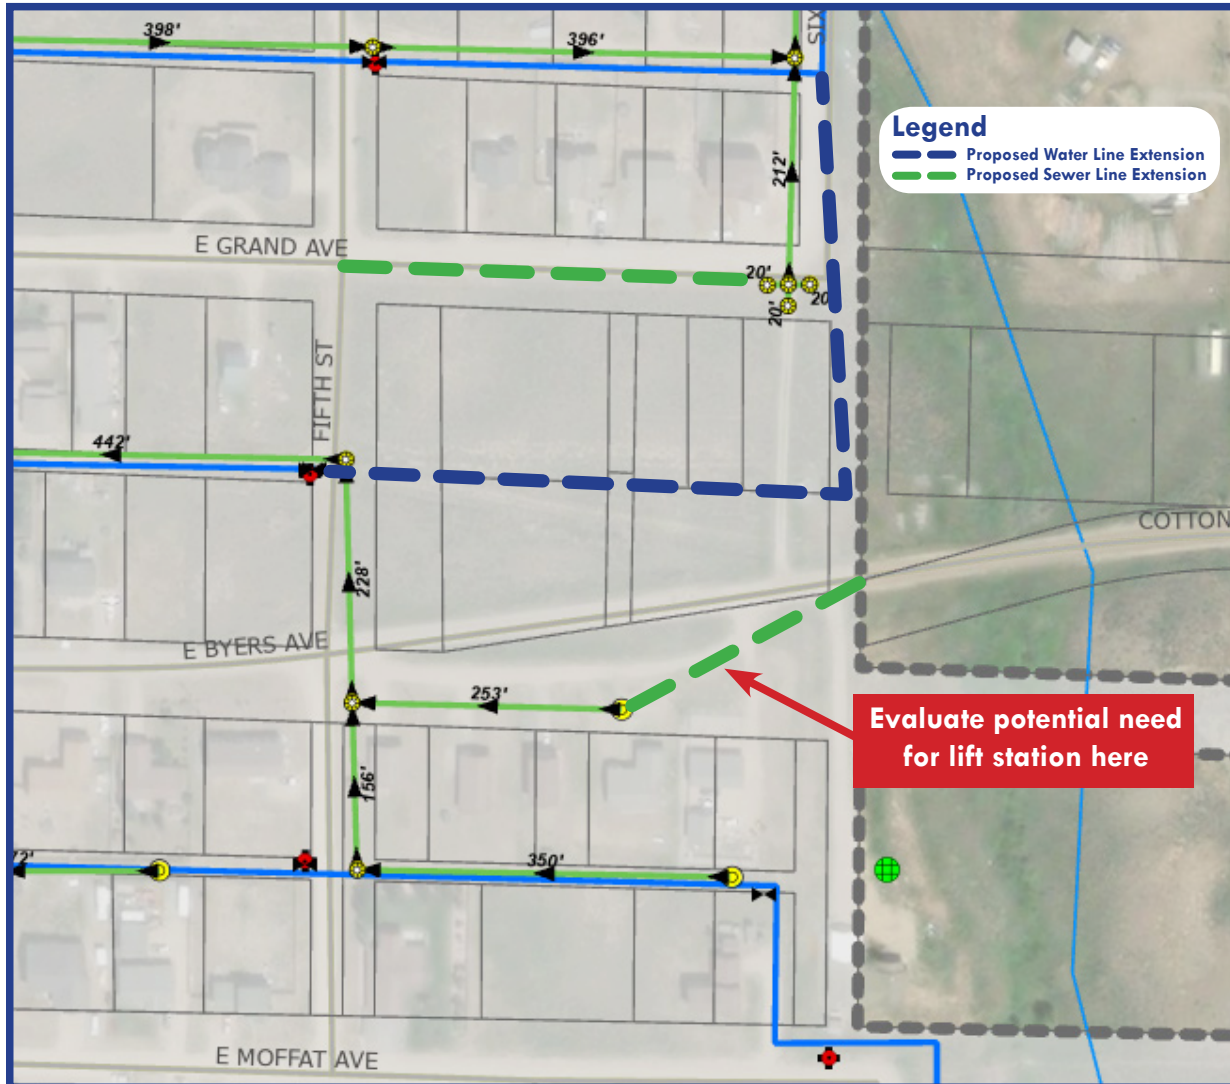 398'
396'
SIX
Legend
Proposed Water Line Extension
Proposed Sewer Line Extension
212'
E GRAND AVE
20'
20
20'
FIFTH ST
442'
COTTON
228'
E BYERS AVE
253'
Evaluate potential need
for lift station here
156'
72'
350'
E MOFFAT AVE